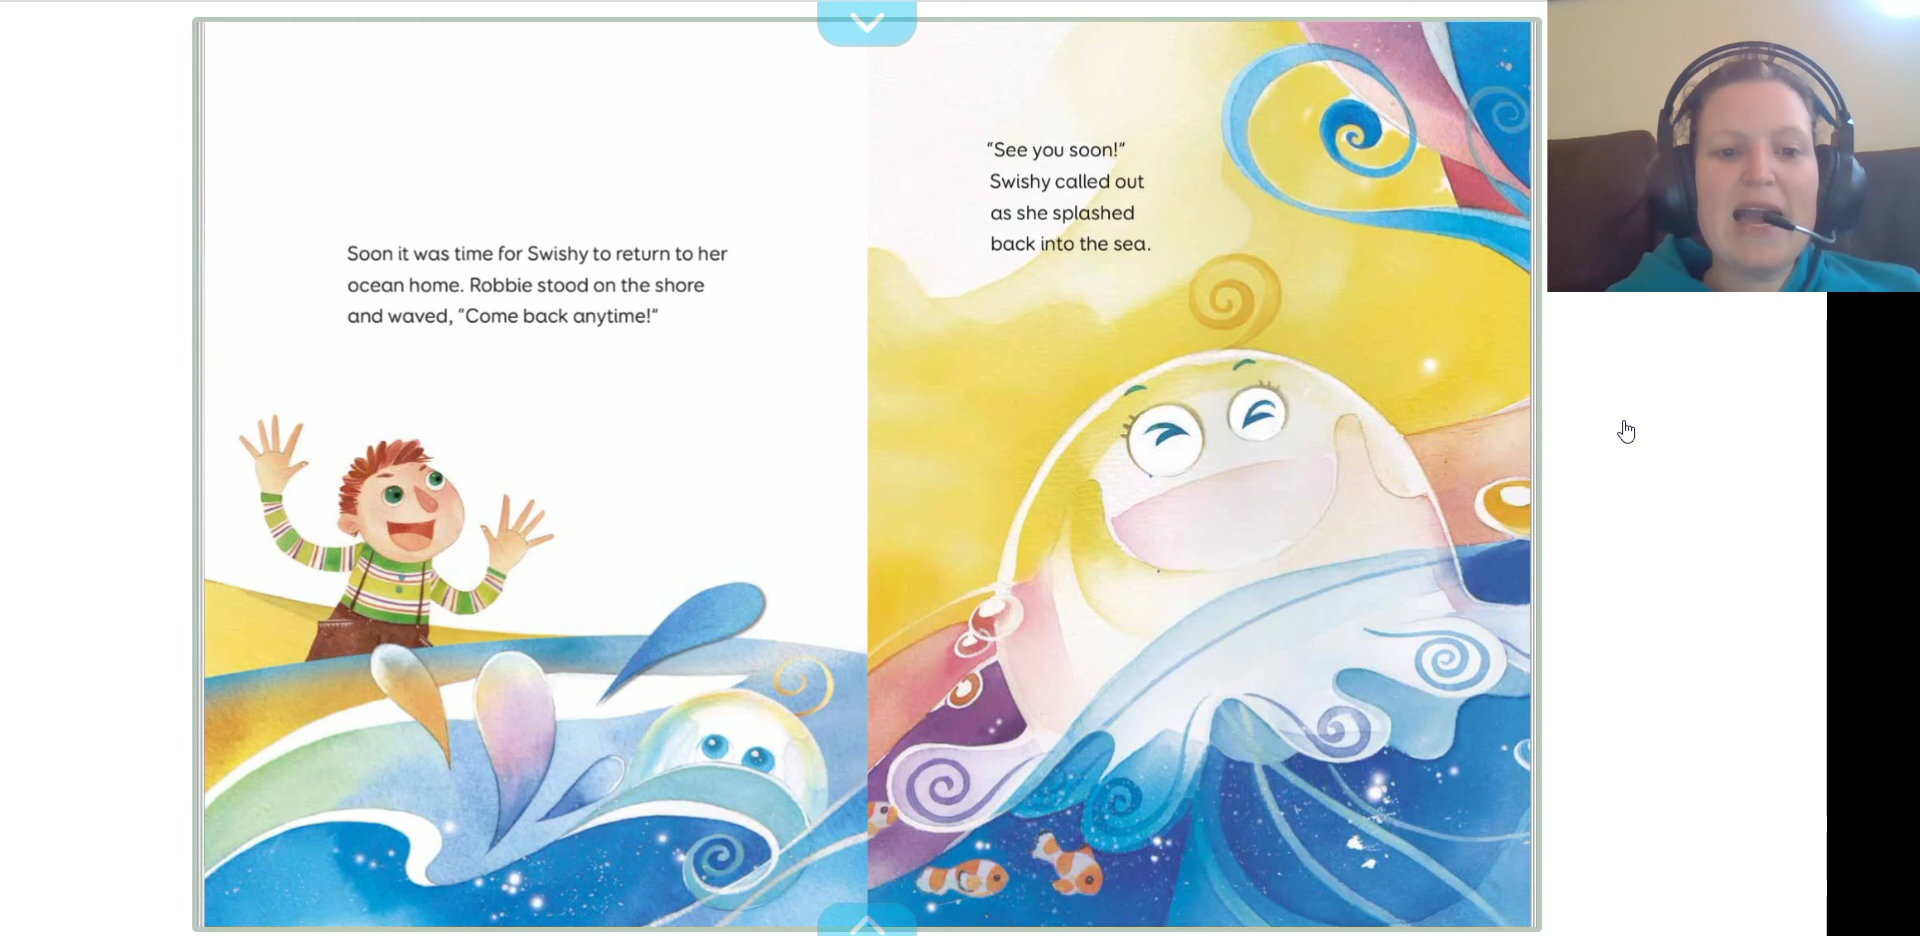 Soon it was time for Swishy to return to her
ocean home. Robbie stood on the shore
and waved, “Come back anytime!”
“See you soon!”
Swishy called out
as she splashed
back into the sea.